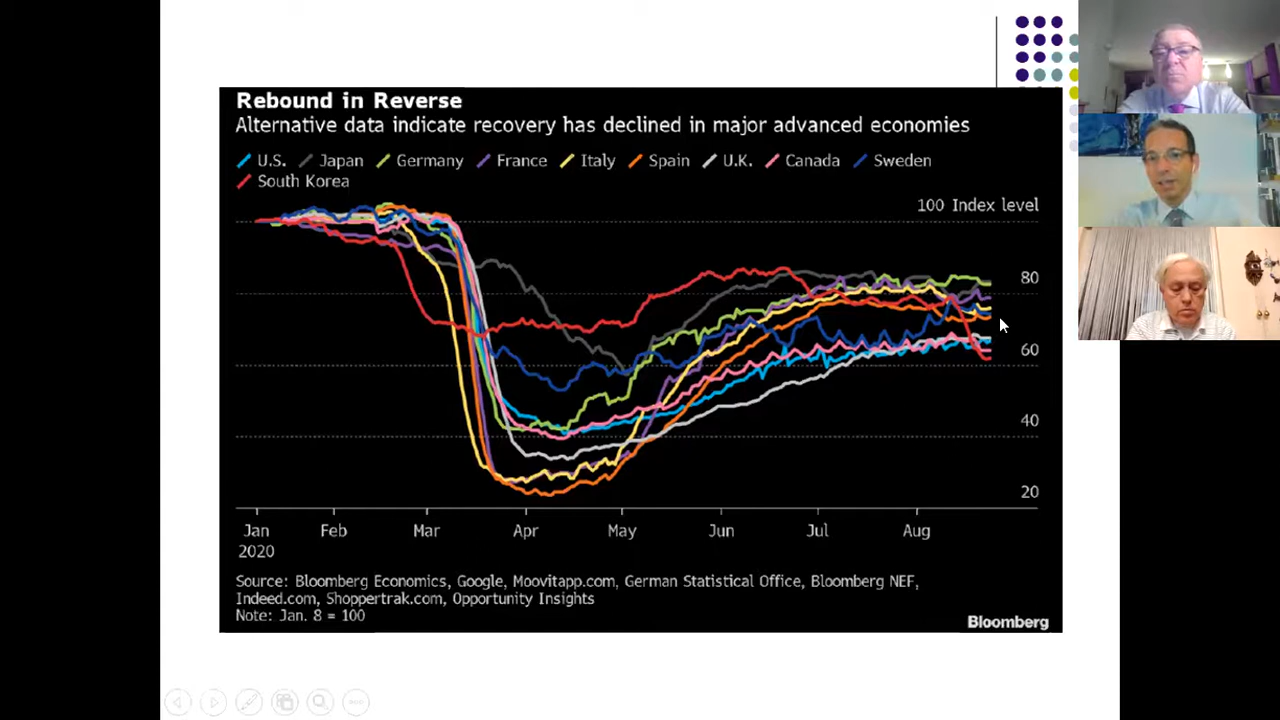 Rebound in Reverse
Alternative data indicate recovery has declined in major advanced economies
U.S. Japan Germany France Italy Spain U.K. Canada Sweden
South Korea
100 Index level
80
60
40
20
Jan Feb Mar Apr May Jun Jul Aug
2020
Source: Bloomberg Economics, Google, Moovitapp.com, German Statistical Office, Bloomberg NEF,
Indeed.com, Shoppertrak.com, Opportunity Insights
Note: Jan. 8 = 100
Bloomberg